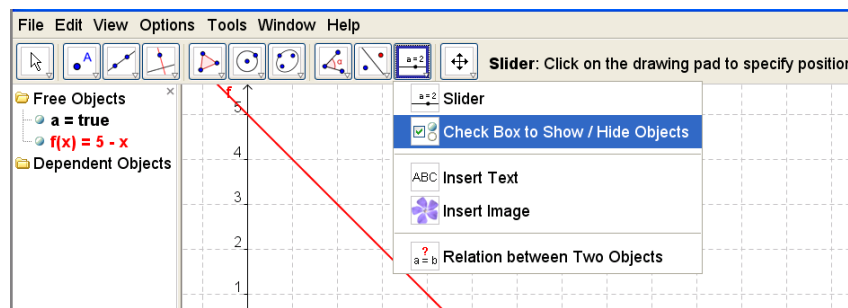 File Edit View Options Tools Window Help
A
α
a=2
Slider: Click on the drawing pad to specify position
Free Objects
a = true
f(x) = 5 - x
Dependent Objects
f
5
4
3
2
1
a=2 Slider
Check Box to Show / Hide Objects
ABC Insert Text
Insert Image
? a=b Relation between Two Objects